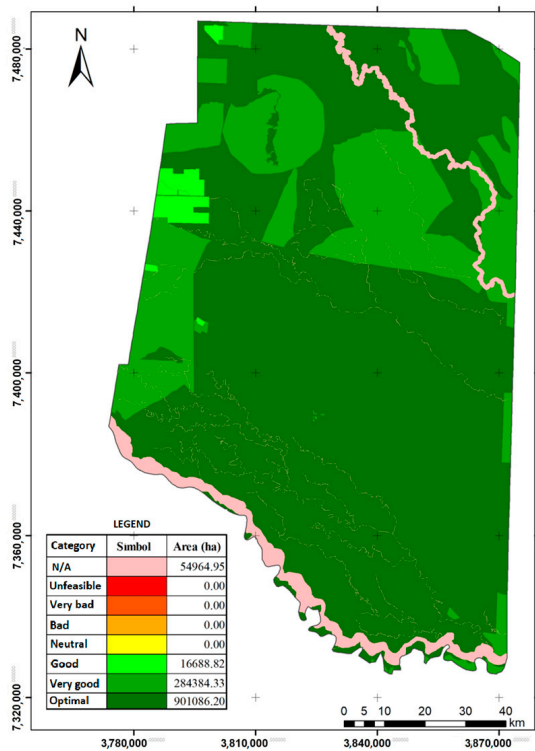 N
7,480,000
7,440,000
7,400,000
7,360,000
7,320,000
LEGEND
Category Simbol Area (ha)
N/A 54964.95
Unfeasible 0.00
Very bad 0.00
Bad 0.00
Neutral 0.00
Good 16688.82
Very good 284384.33
Optimal 901086.20
0 5 10 20 30 40
KM
3,780,000 3,810,000 3,840,000 3,870,000